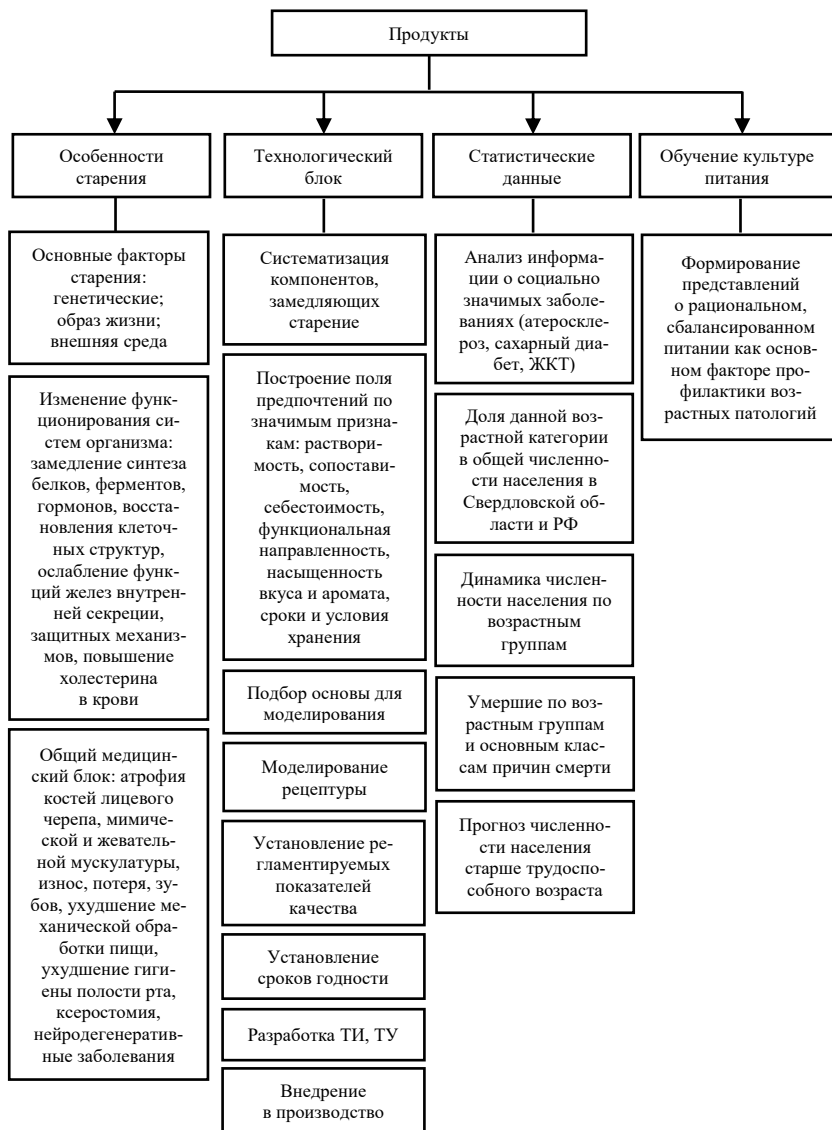 Продукты
Особенности
старения
Основные факторы
старения:
генетические;
образ жизни;
внешняя среда
Изменение функ-
ционирования си-
стем организма:
замедление синтеза
белков, ферментов,
гормонов, восста-
новления клеточ-
ных структур,
ослабление функ-
ций желез внутрен-
ней секреции,
защитных механиз-
мов, повышение
холестерина
в крови
Общий медицин-
ский блок: атрофия
костей лицевого
черепа, мимиче-
ской и жеватель-
ной мускулатуры,
износ, потеря, зу-
бов, ухудшение ме-
ханической обра-
ботки пищи,
ухудшение гиги-
ены полости рта,
ксеростомия,
нейродегенератив-
ные заболевания
Технологический
блок
Систематизация
компонентов,
замедляющих
старение
Построение поля
предпочтений по
значимым призна-
кам: раствори-
мость, сопостави-
мость,
себестоимость,
функциональная
направленность,
насыщенность
вкуса и аромата,
сроки и условия
хранения
Подбор основы для
моделирования
Моделирование
рецептуры
Установление ре-
гламентируемых
показателей
качества
Установление
сроков годности
Разработка ТИ, ТУ
Внедрение
в производство
Статистические
данные
Анализ информа-
ции о социально
значимых заболе-
ваниях (атероскле-
роз, сахарный диа-
бет, ЖКТ)
Доля данной воз-
растной категории
в общей числен-
ности населения в
Свердловской об-
ласти и РФ
Динамика числен-
ности населения по
возрастным
группам
Умершие по воз-
растным группам
и основным клас-
сам причин смерти
Прогноз числен-
ности населения
старше трудоспо-
собного возраста
Обучение культуре
питания
Формирование
представлений
о рациональном,
сбалансированном
питании как основ-
ном факторе про-
филактики воз-
растных патологий